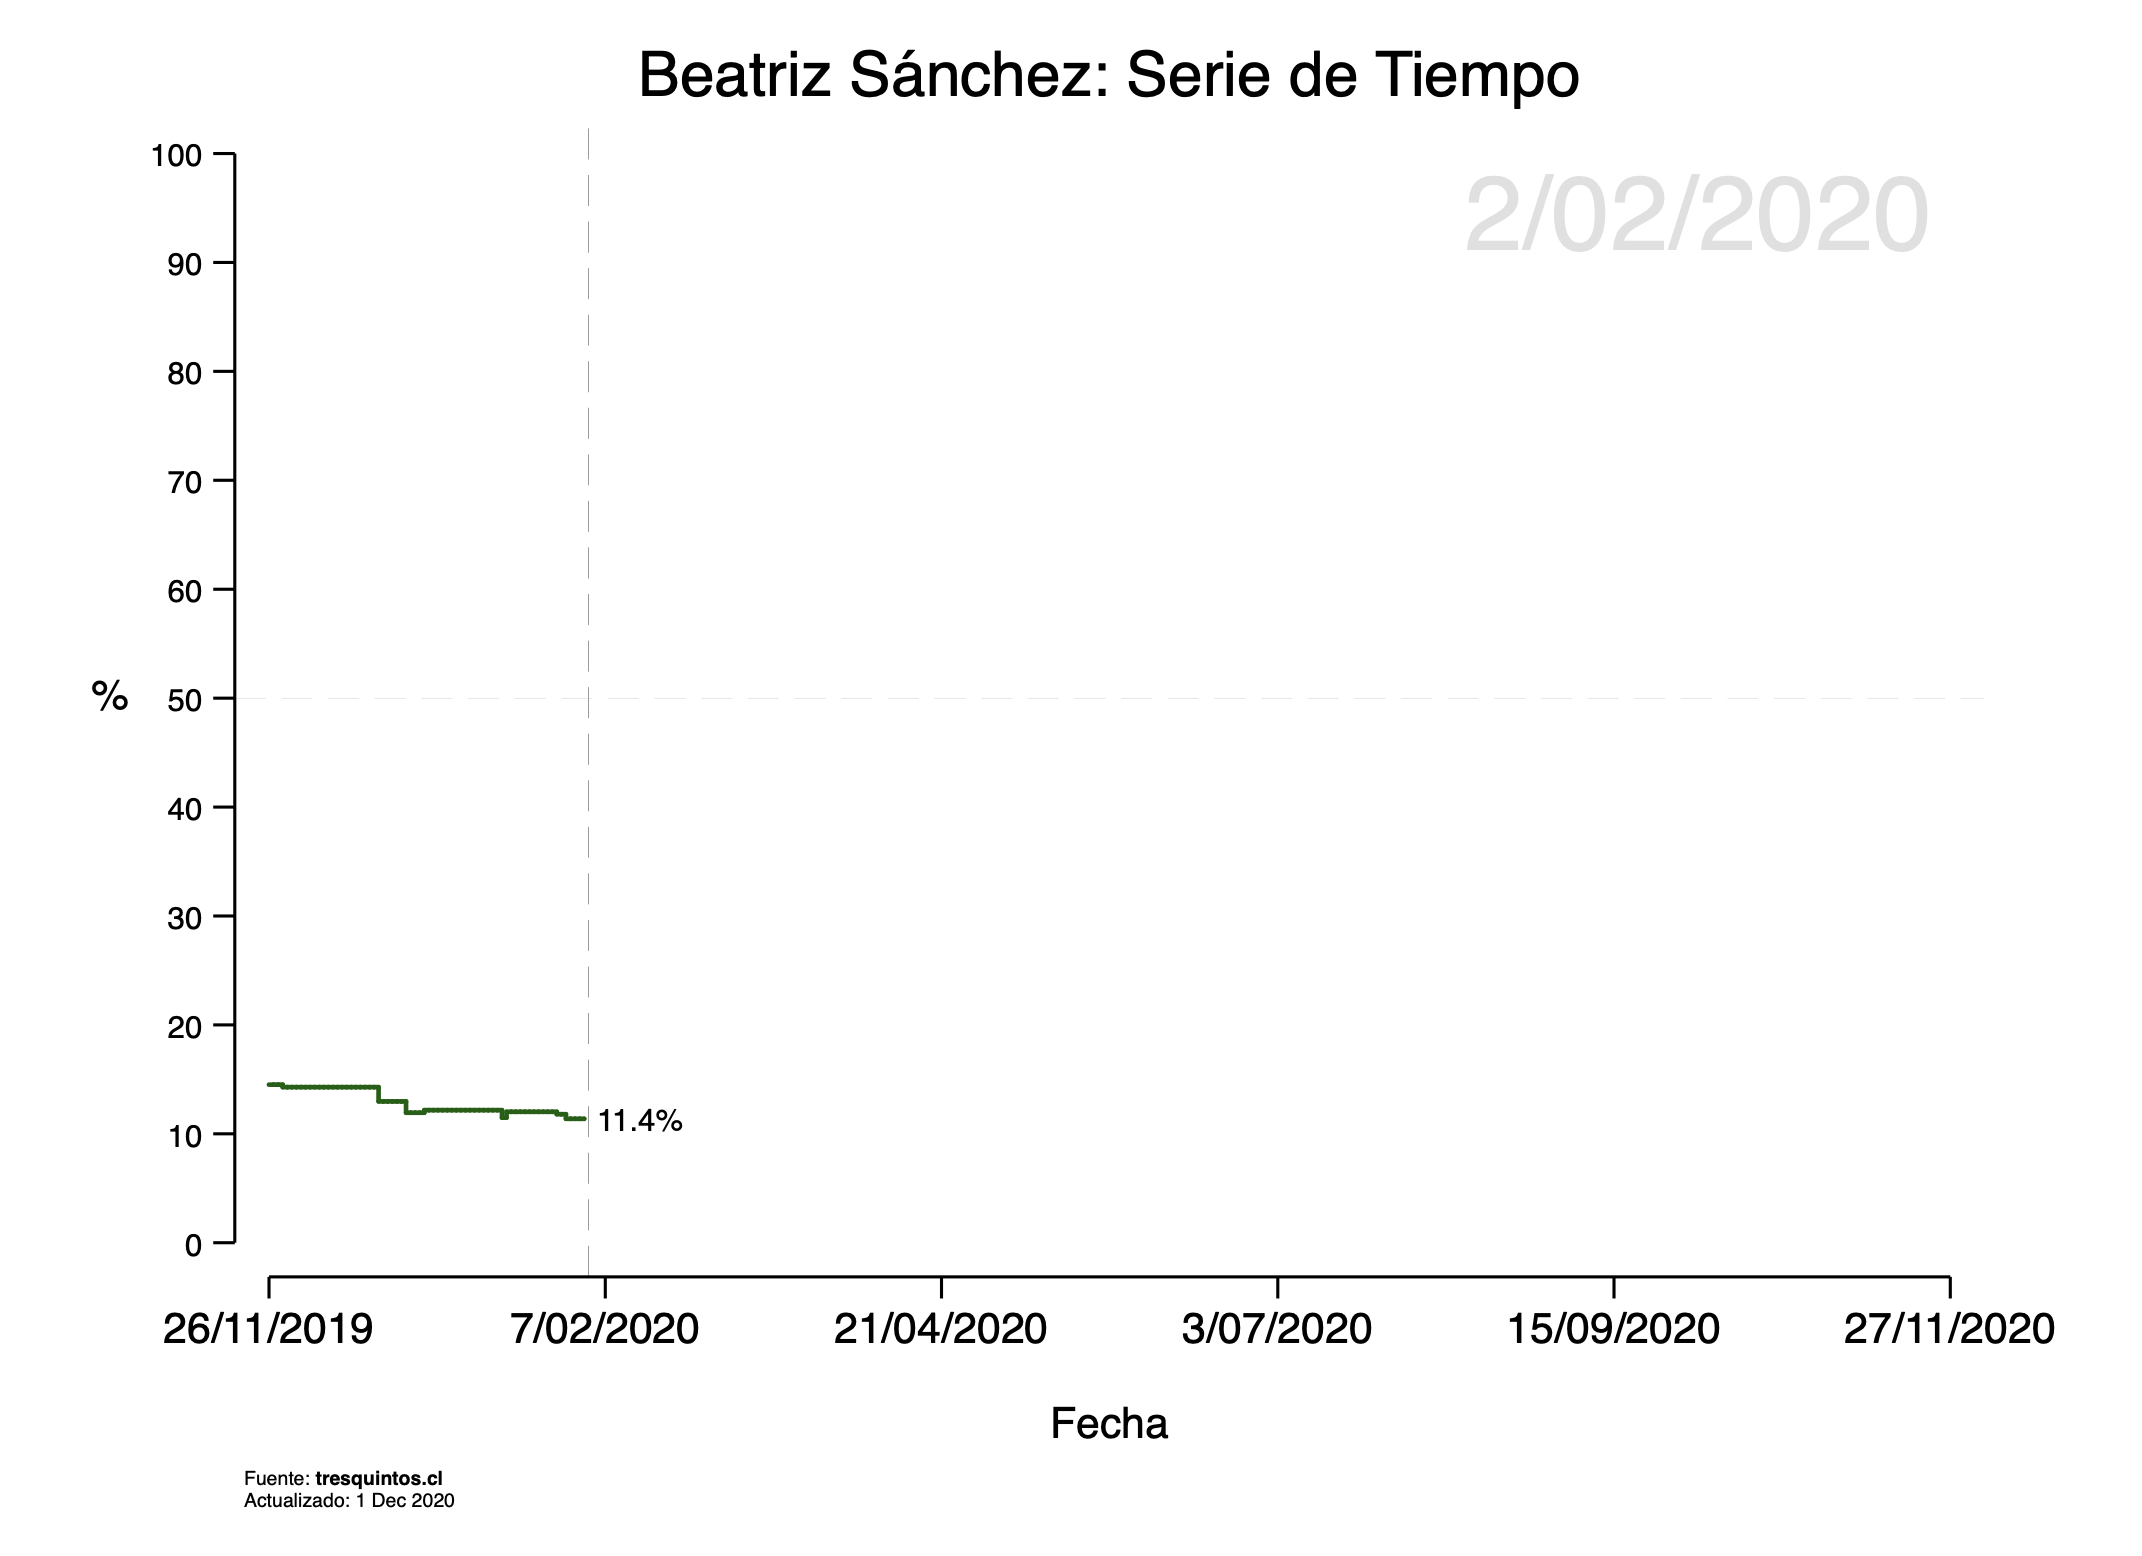 Beatriz Sánchez: Serie de Tiempo
2/02/2020
100
90
80
70
60
50
40
30
20
10
0
%
11.4%
26/11/2019 7/02/2020 21/04/2020 3/07/2020 15/09/2020 27/11/2020
Fecha
Fuente: tresquintos.cl
Actualizado: 1 Dec 2020